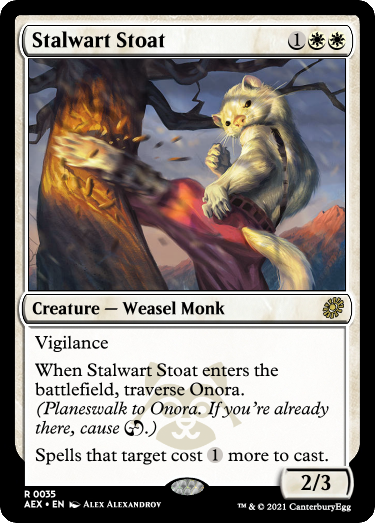 Stalwart Stoat 1
Creature — Weasel Monk
Vigilance
When Stalwart Stoat enters the
battlefield, traverse Onora.
(Planeswalk to Onora. If you're already
there, cause .)
Spells that target cost 1 more to cast.
2/3
R 0035
AEX • EN Alex Alexandrov
™ & © 2021 CanterburyEgg